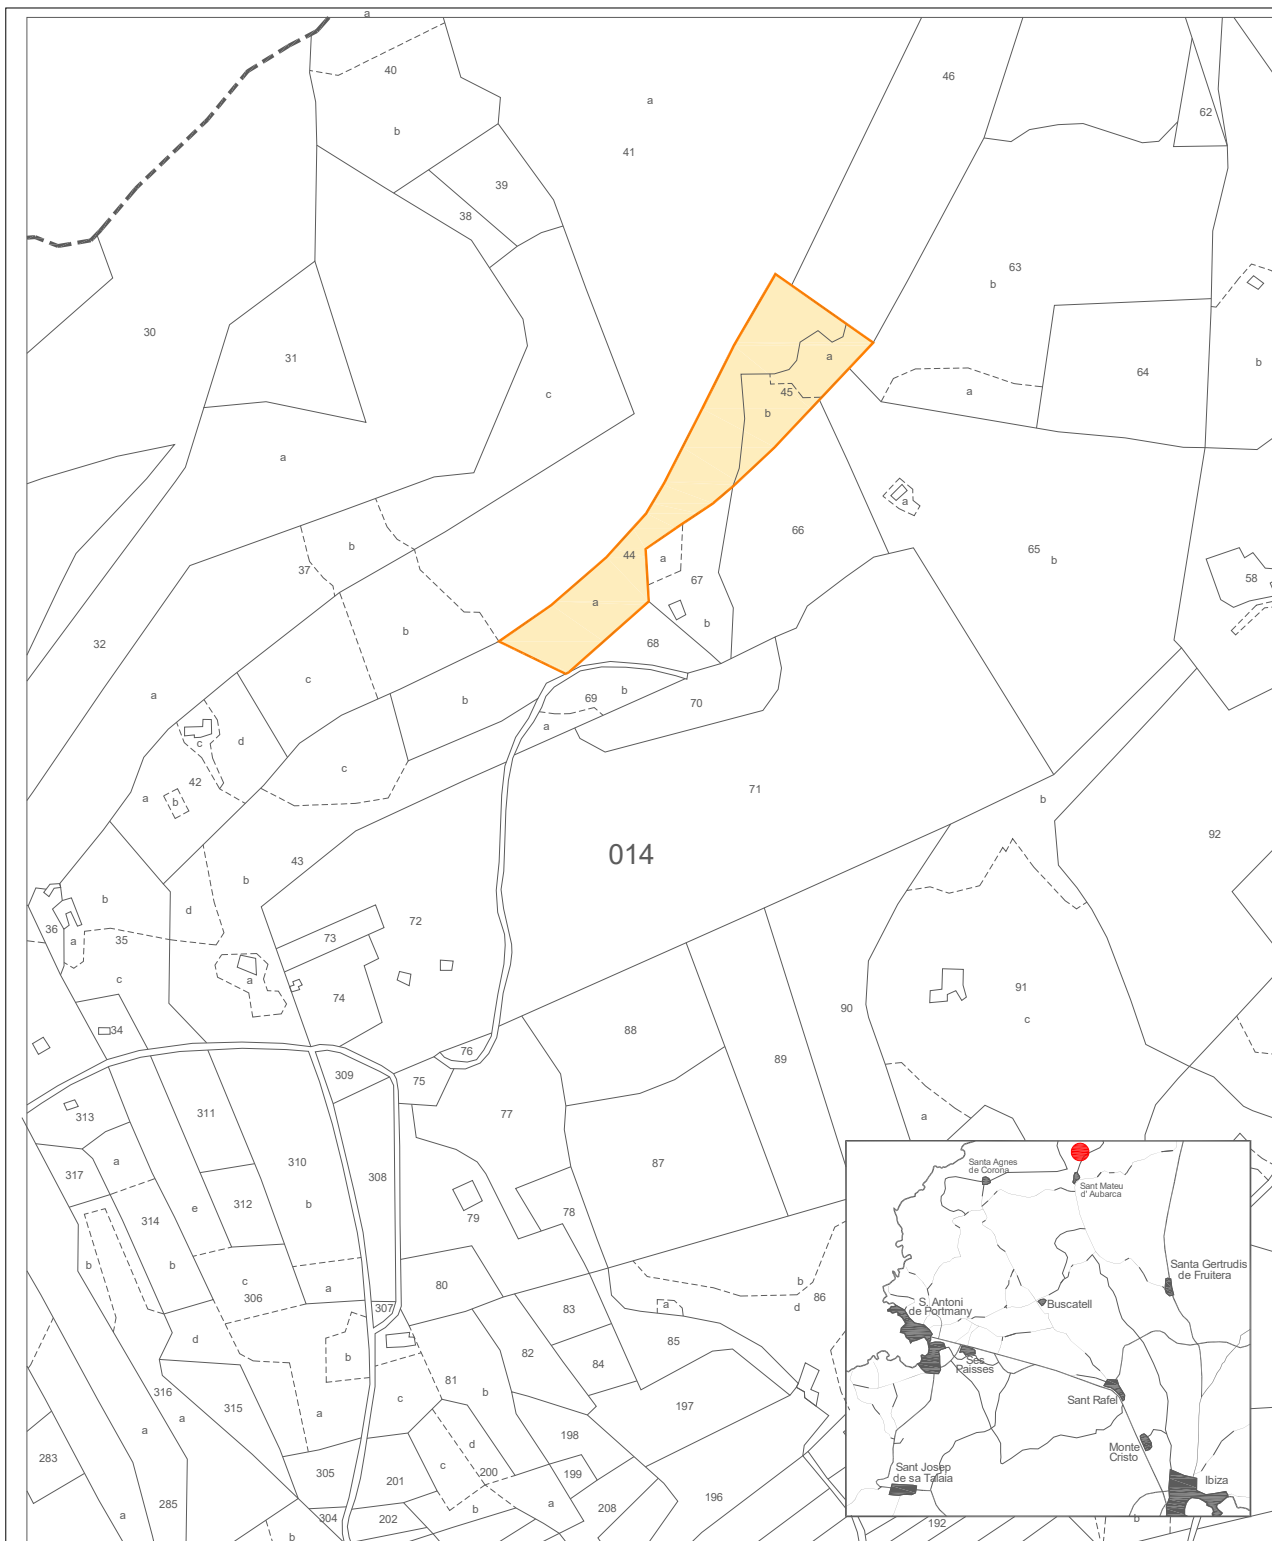 a
40
46
a
62
b
41
39
38
63
b
30
31
64
b
a
a
45
c
b
a
a
a
66
b
65
b
44
a
37
67
58
a
b
b
32
68
c
a
b
b
69
70
a
d
c
c
42
71
a
b
b
43
014
92
b
b
d
72
36
a
35
73
c
a
74
91
90
c
88
34
89
76
309
75
313
311
77
a
a
310
87
317
308
314
e
312
b
79
78
b
b
c
a
80
b
306
d
86
307
83
a
d
82
85
b
84
316
81
b
315
c
a
a
a
197
d
198
283
305
c
200
199
201
a
285
b
208
196
a
304
202
b
192
b
Santa Agnes
de Corona
Sant Mateu
d' Aubarca
Santa Gertrudis
de Fruitera
S. Antoni
de Portmany
Buscatell
Ses
Paisses
Sant Rafel
Monte
Cristo
Sant Josep
de sa Talaia
Ibiza